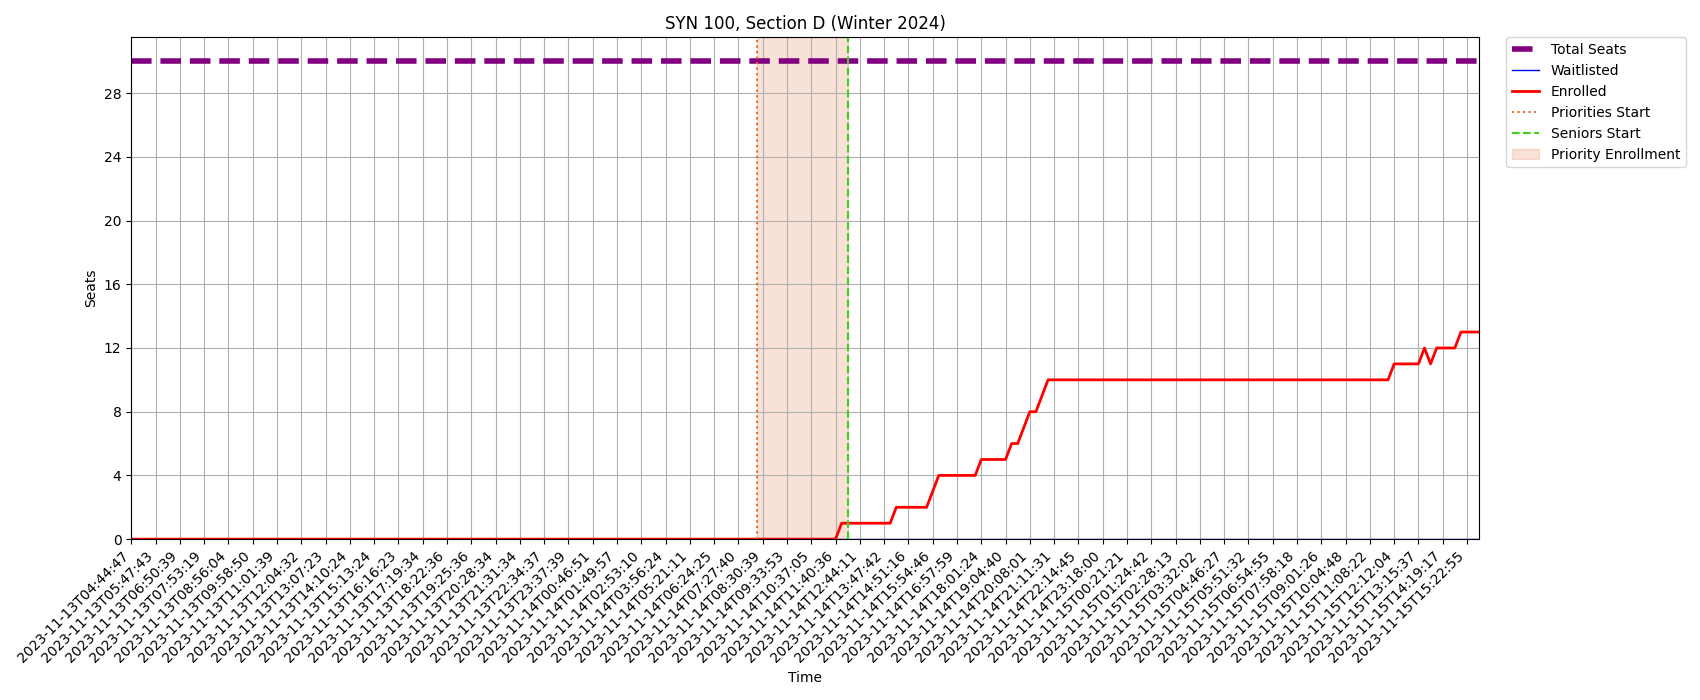 SYN 100, Section D (Winter 2024)
Total Seats
Waitlisted
Enrolled
Priorities Start
Seniors Start
Priority Enrollment
Seats
28
24
20
16
12
8
4
0
2023-11-13T04:44:47
2023-11-13T05:47:43
2023-11-13T06:50:39
2023-11-13T07:53:19
2023-11-13T08:56:04
2023-11-13T09:58:50
2023-11-13T11:01:39
2023-11-13T12:04:32
2023-11-13T13:07:23
2023-11-13T14:10:24
2023-11-13T15:13:24
2023-11-13T16:16:23
2023-11-13T17:19:34
2023-11-13T18:22:36
2023-11-13T19:25:36
2023-11-13T20:28:34
2023-11-13T21:31:34
2023-11-13T22:34:37
2023-11-13T23:37:39
2023-11-14T00:46:51
2023-11-14T01:49:57
2023-11-14T02:53:10
2023-11-14T03:56:24
2023-11-14T05:21:11
2023-11-14T06:24:25
2023-11-14T07:27:40
2023-11-14T08:30:39
2023-11-14T09:33:53
2023-11-14T10:37:05
2023-11-14T11:40:36
2023-11-14T12:44:11
2023-11-14T13:47:42
2023-11-14T14:51:16
2023-11-14T15:54:46
2023-11-14T16:57:59
2023-11-14T18:01:24
2023-11-14T19:04:40
2023-11-14T20:08:01
2023-11-14T21:11:31
2023-11-14T22:14:45
2023-11-14T23:18:00
2023-11-15T00:21:21
2023-11-15T01:24:42
2023-11-15T02:28:13
2023-11-15T03:32:02
2023-11-15T04:46:27
2023-11-15T05:51:32
2023-11-15T06:54:55
2023-11-15T07:58:18
2023-11-15T09:01:26
2023-11-15T10:04:48
2023-11-15T11:08:22
2023-11-15T12:12:04
2023-11-15T13:15:37
2023-11-15T14:19:17
2023-11-15T15:22:55
Time